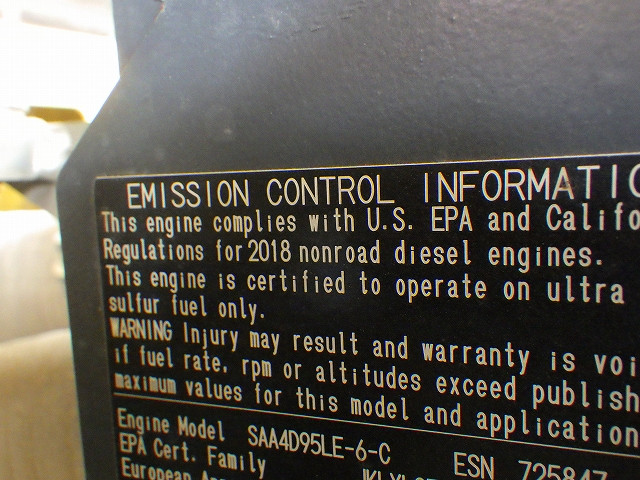 EMISSION CONTROL INFORMATIO
This engine complies with U.S. EPA and Califo
Regulations for 2018 nonroad diesel engines.
This engine is certified to operate on ultra
sulfur fuel only.
WARNING Injury may result and warranty is voi
if fuel rate, rpm or altitudes exceed publish
maximum values for this model and application
Engine Model SAA4D95LE-6-C ESN 725847
EPA Cert. Family
European